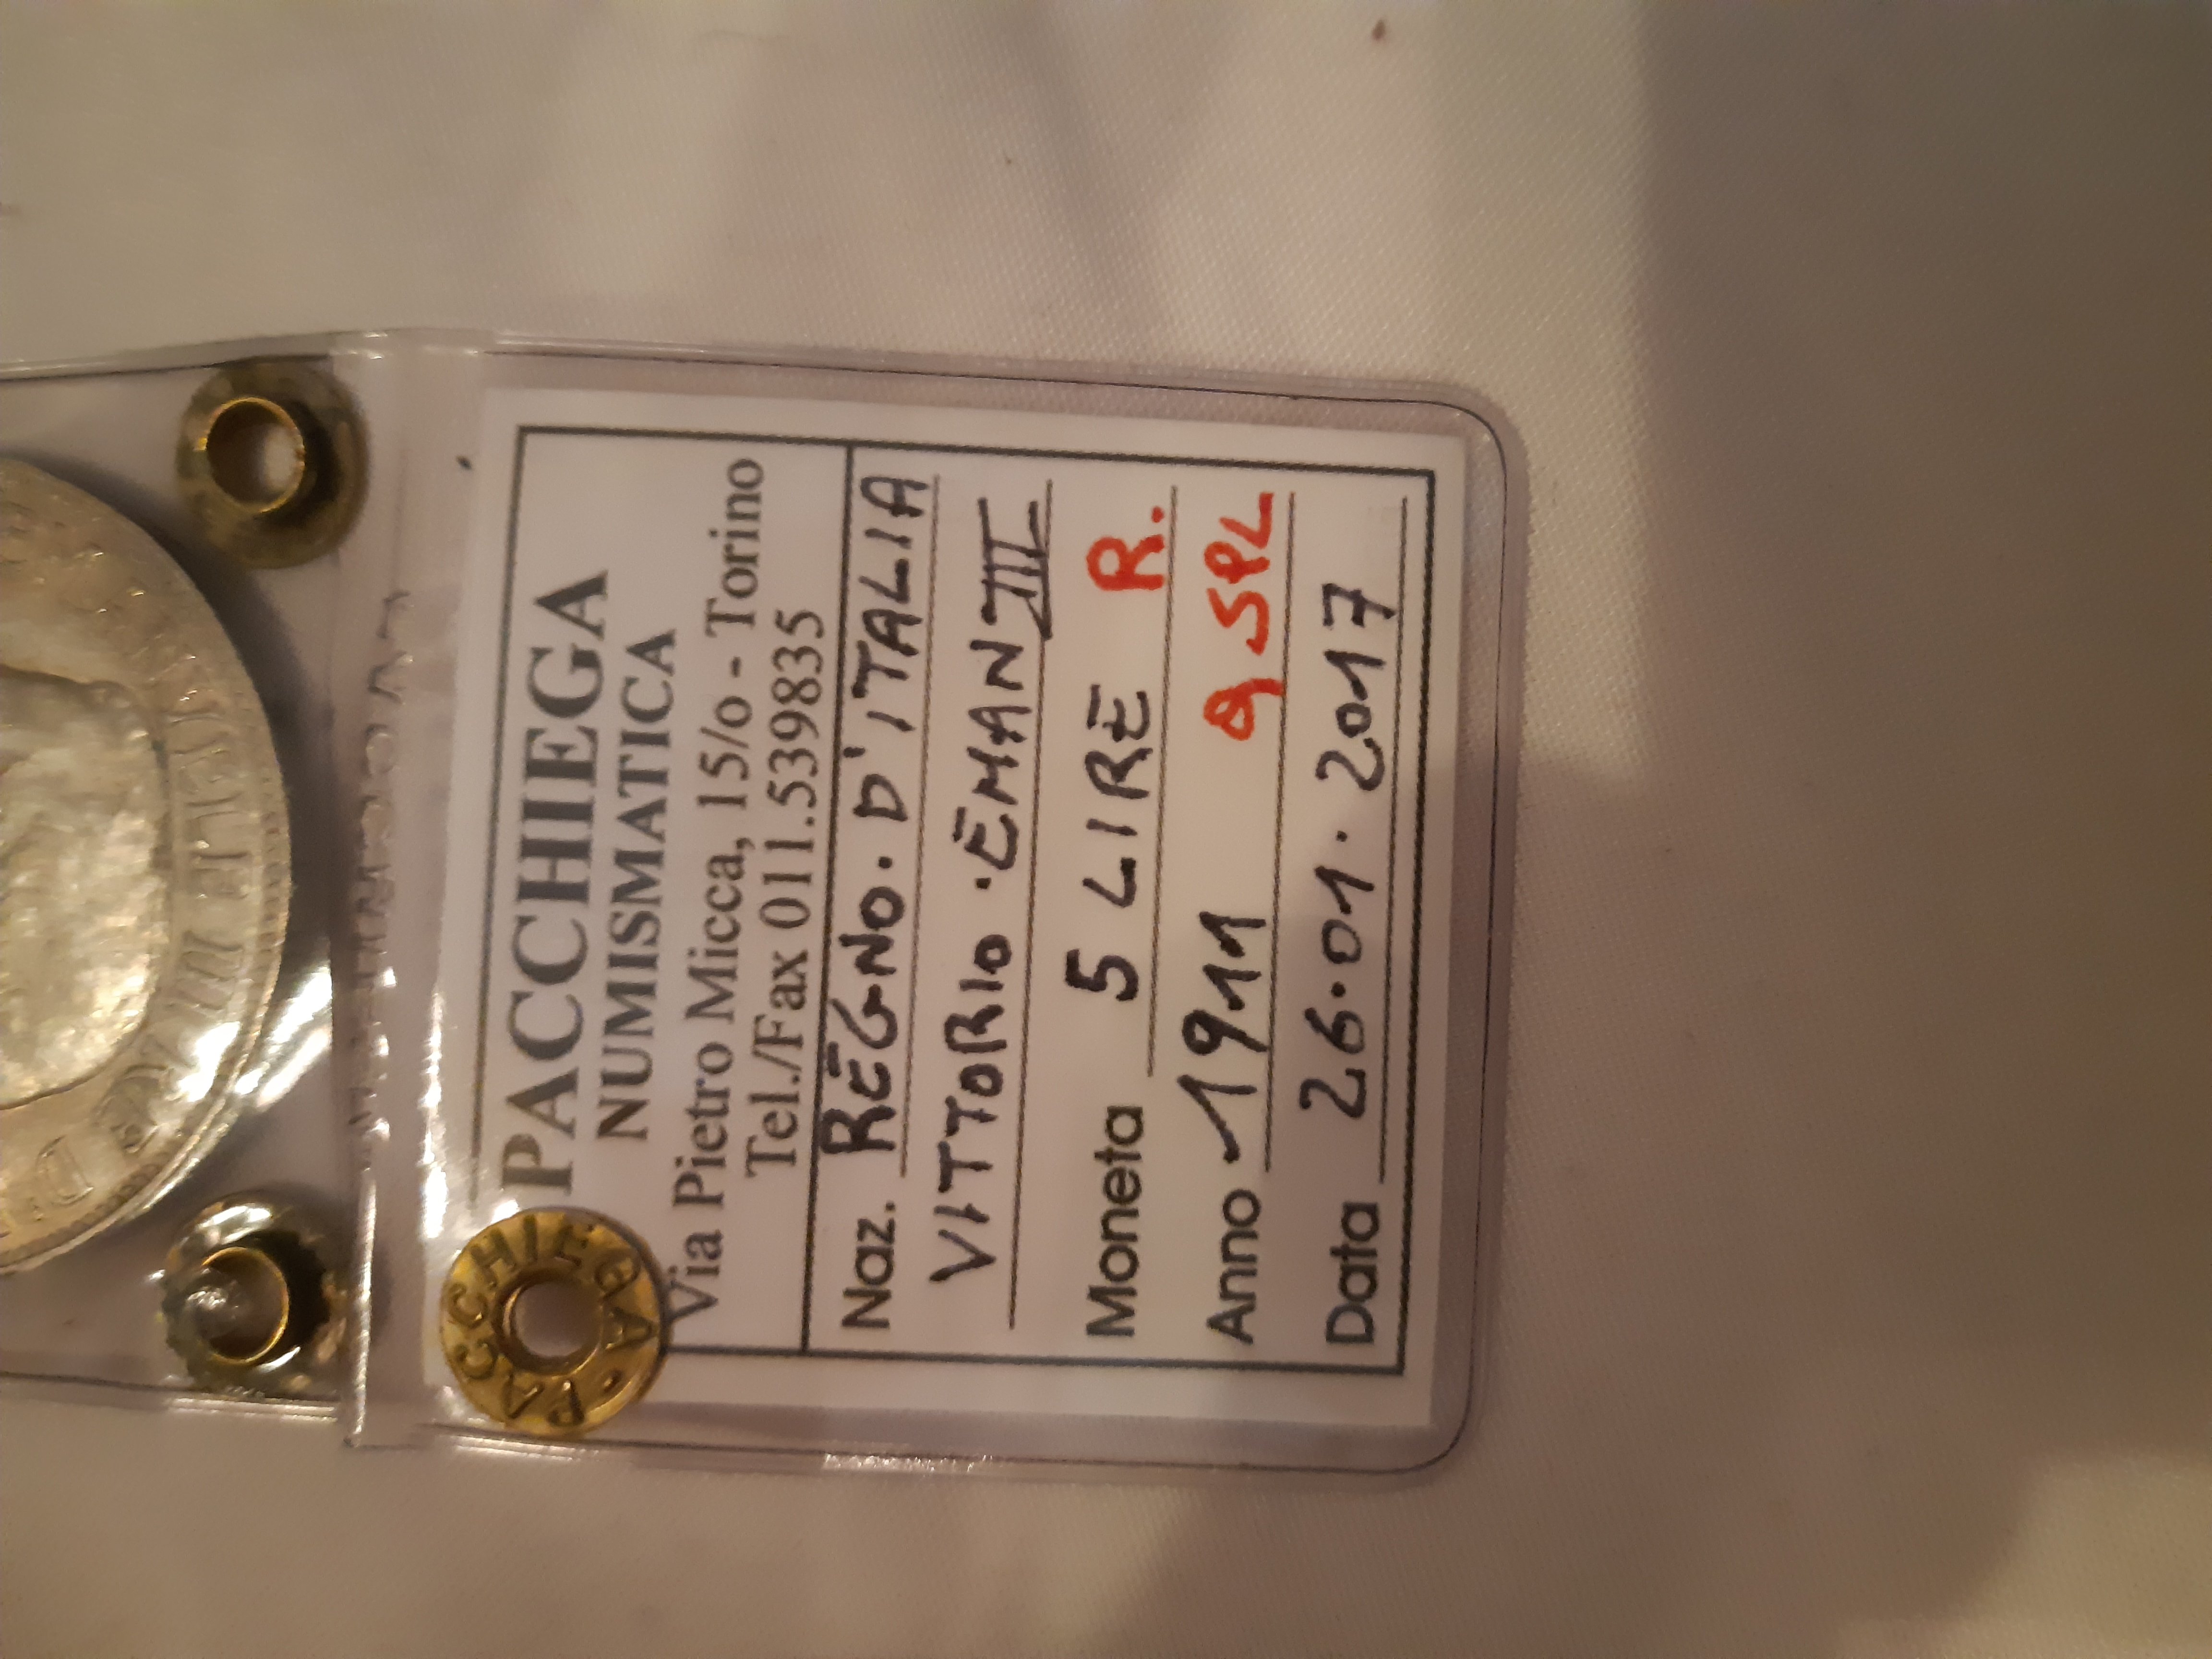 PACCHIEGA
NUMISMATICA
Via Pietro Micca, 15/o - Torino
Tel./Fax 011.539835
Naz. REGNO. D'ITALIA
VITTORIO. EMAN III
Moneta 5 LIRE R.
Anno 1911 q SPL
Data 26.01.2017
PACCHIEGA